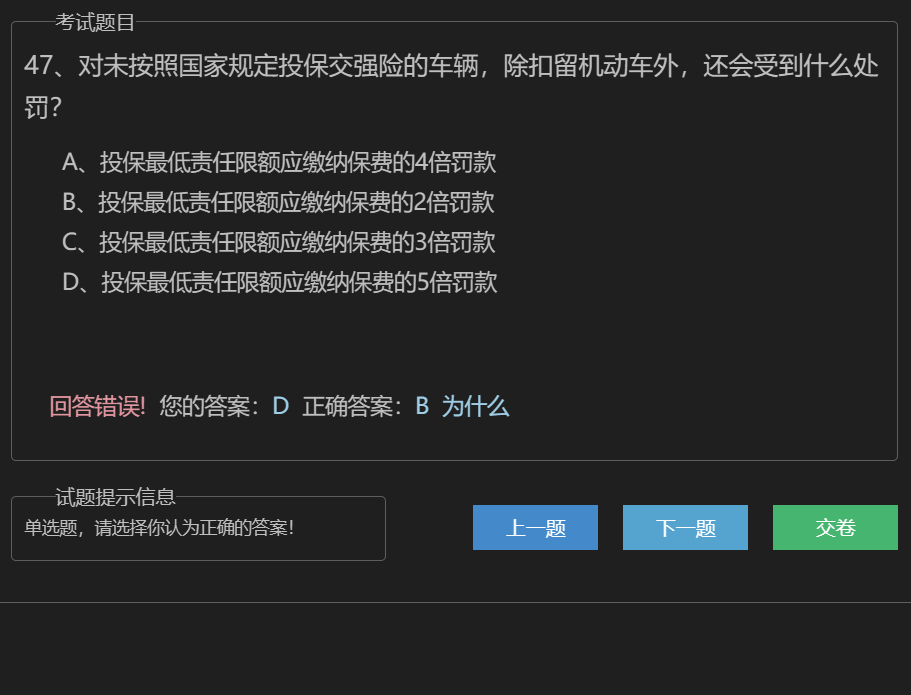 考试题目
47、对未按照国家规定投保交强险的车辆，除扣留机动车外，还会受到什么处
罚？
A、投保最低责任限额应缴纳保费的4倍罚款
B、投保最低责任限额应缴纳保费的2倍罚款
C、投保最低责任限额应缴纳保费的3倍罚款
D、投保最低责任限额应缴纳保费的5倍罚款
回答错误! 您的答案：D 正确答案：B 为什么
试题提示信息
单选题，请选择你认为正确的答案！
上一题 下一题 交卷